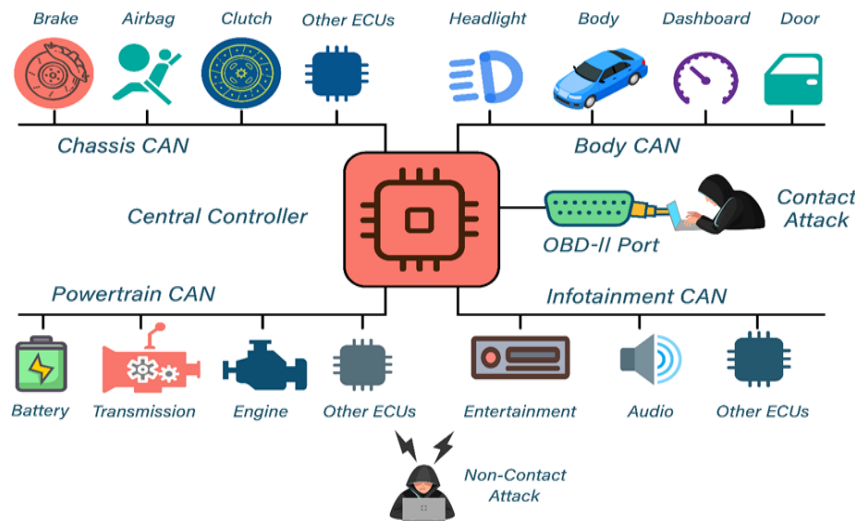 Brake
Airbag
Clutch
Other ECUs
Headlight
Body
Dashboard
Door
Chassis CAN
Body CAN
Central Controller
OBD-II Port
Contact
Attack
Powertrain CAN
Infotainment CAN
Battery
Transmission
Engine
Other ECUs
Entertainment
Audio
Other ECUs
Non-Contact
Attack